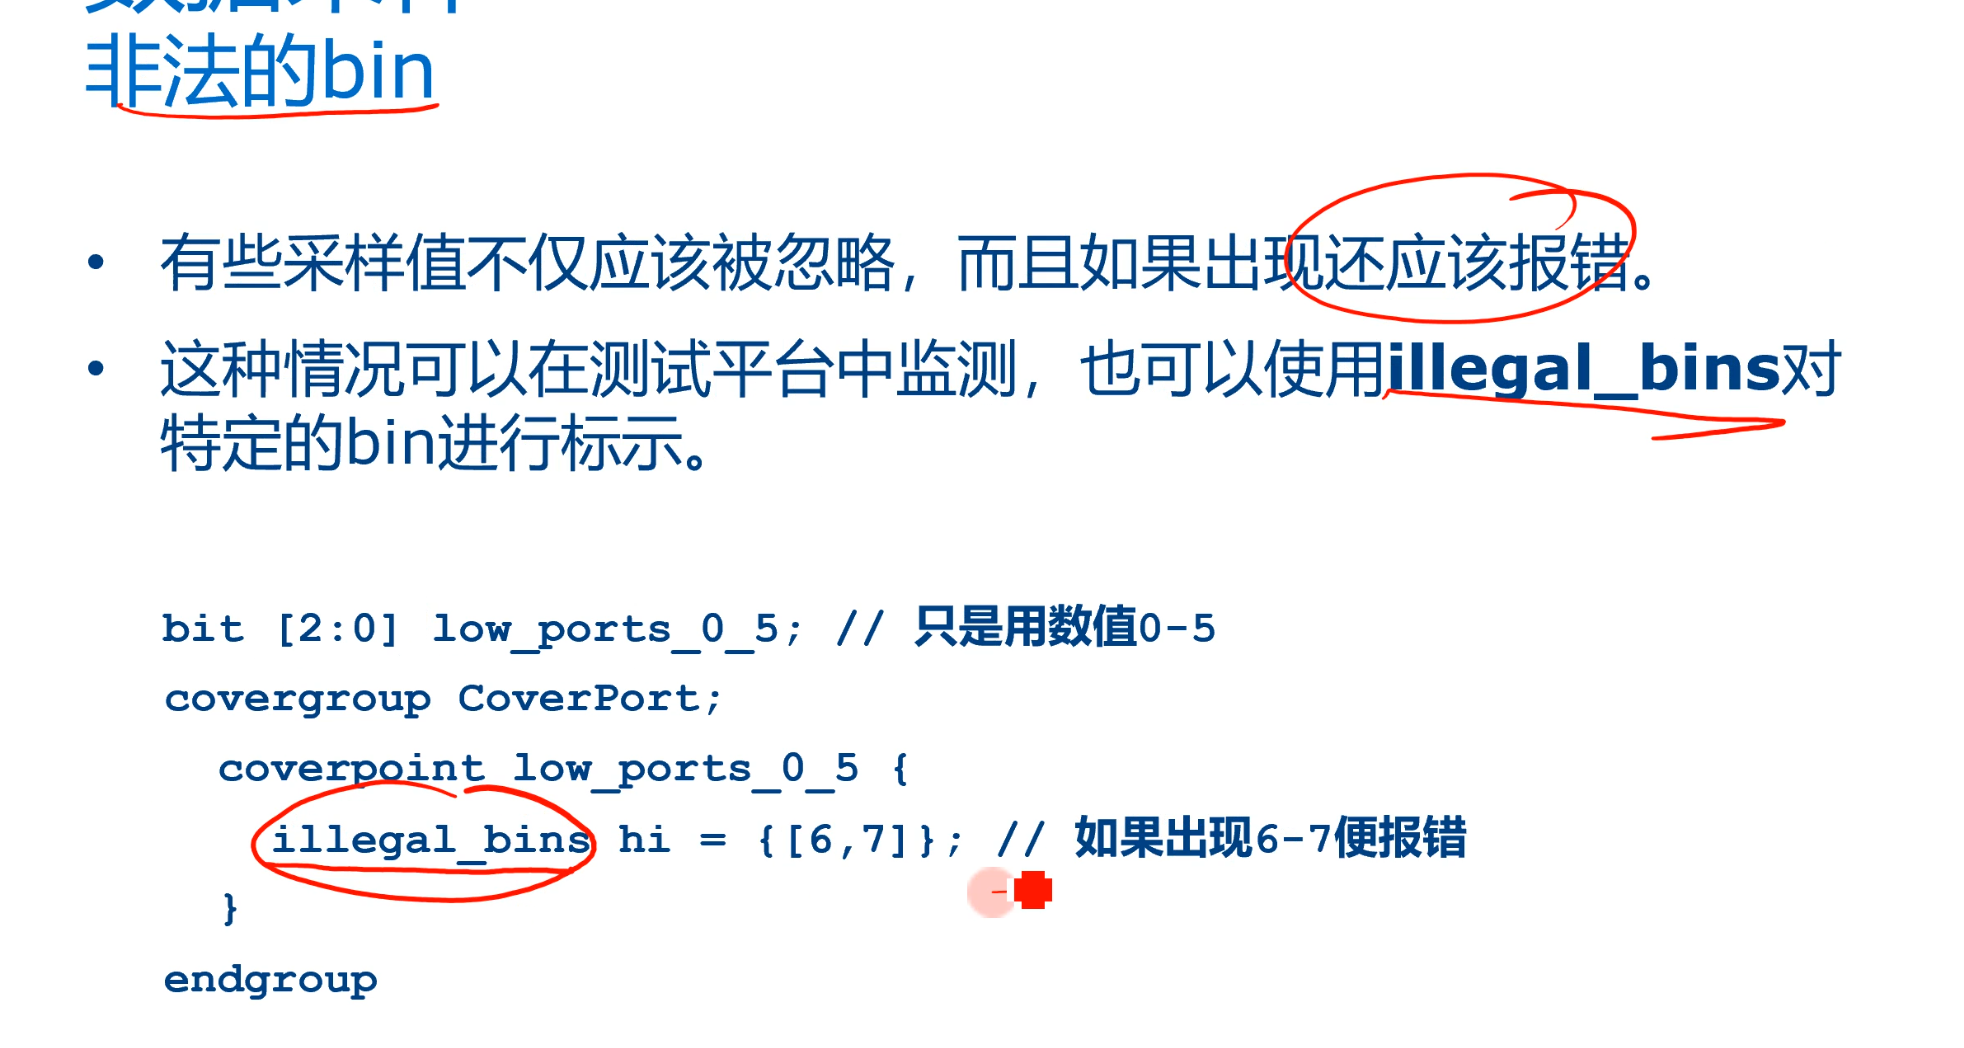 非法的bin
• 有些采样值不仅应该被忽略，而且如果出现还应该报错。
• 这种情况可以在测试平台中监测，也可以使用illegal_bins对
特定的bin进行标示。
bit [2:0] low_ports_0_5; // 只是用数值0-5
covergroup CoverPort;
coverpoint low_ports_0_5 {
illegal_bins hi = {[6,7]}; // 如果出现6-7便报错
}
endgroup